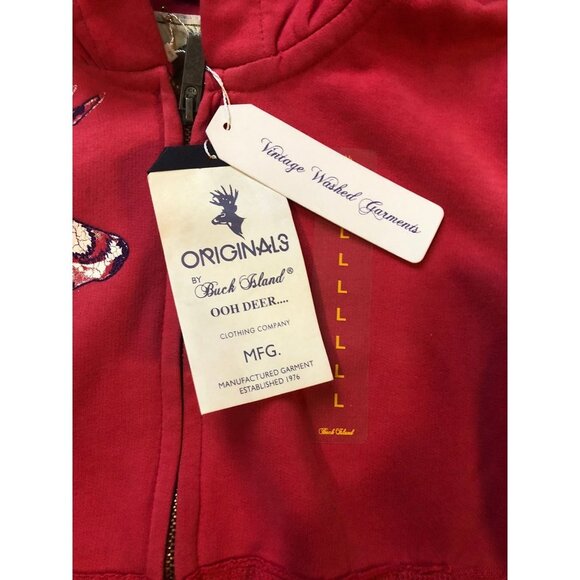 Vintage Washed Garments
ORIGINALS
BY Buck Island®
OOH DEER....
CLOTHING COMPANY
MFG.
MANUFACTURED GARMENT
ESTABLISHED 1976
L
L
L
L
L
L
L
Buck Island